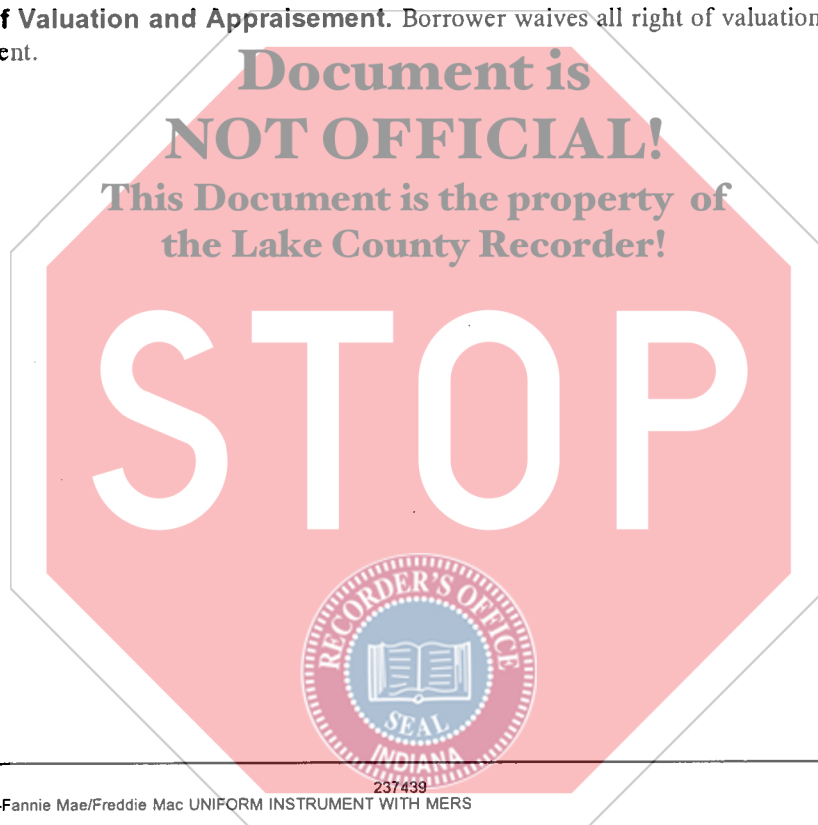 f Valuation and Appraisement. Borrower waives all right of valuation
ent.
Document is
NOT OFFICIAL!
This Document is the property of
the Lake County Recorder!
STOP
RECORDER'S OFFICE
SEAL
INDIANA
237439
-Fannie Mae/Freddie Mac UNIFORM INSTRUMENT WITH MERS